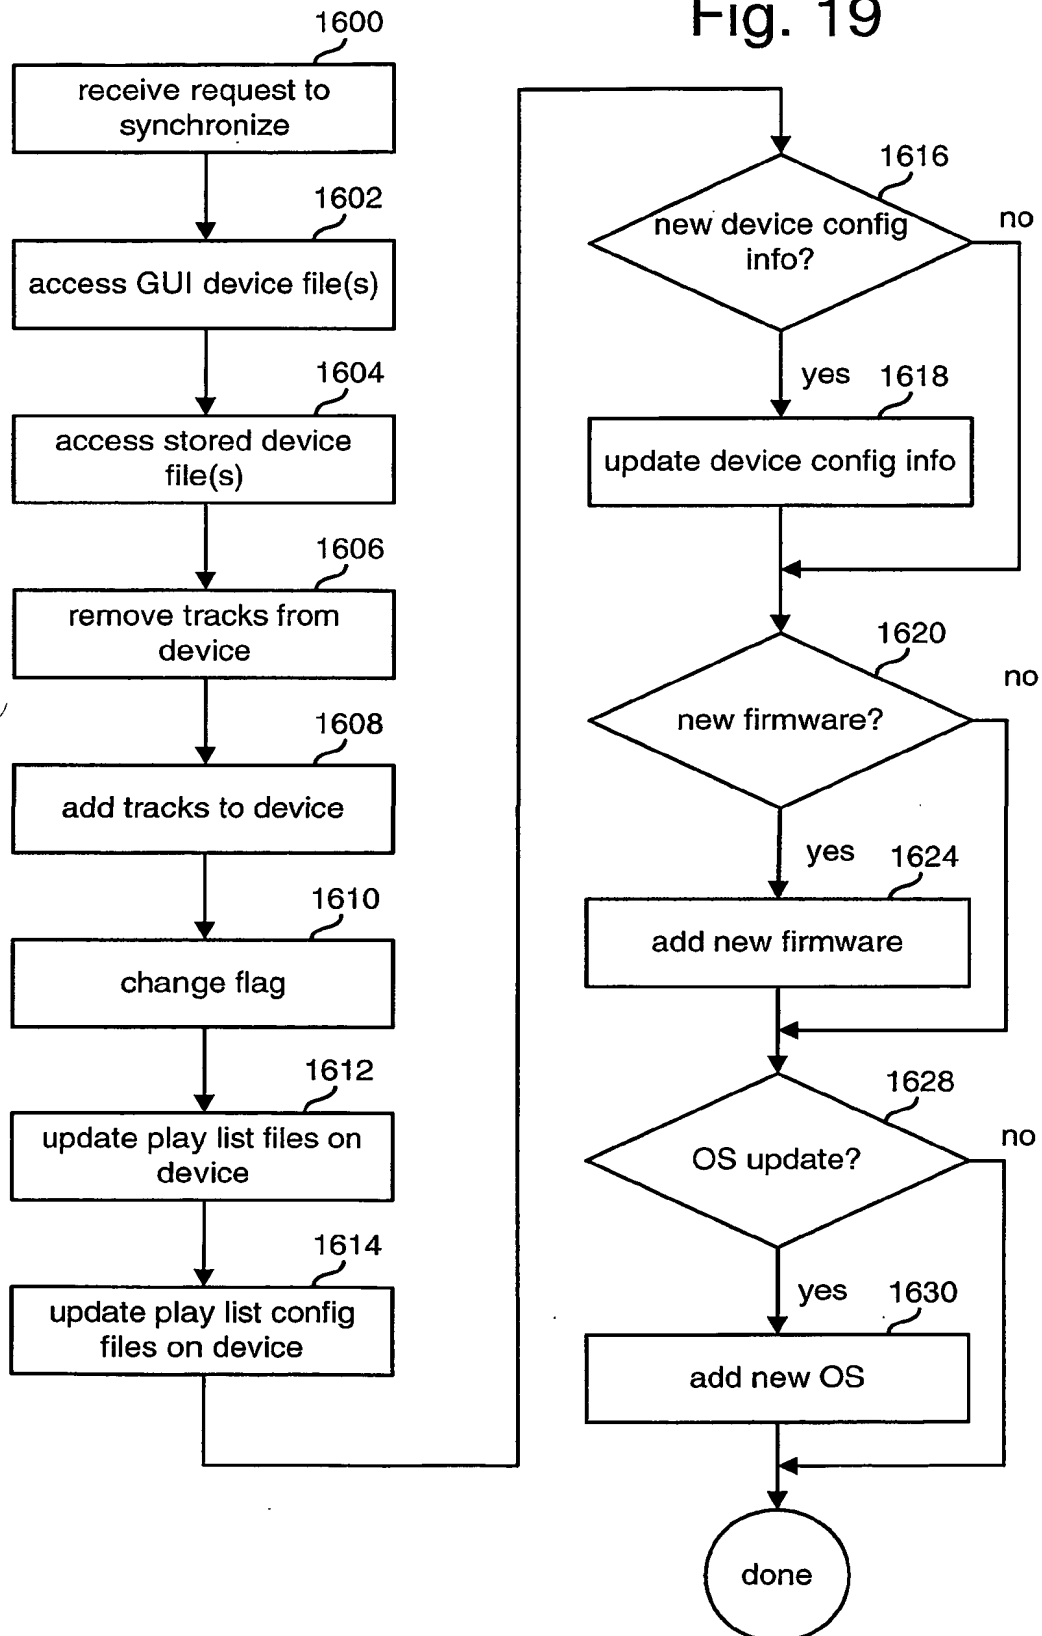 Fig. 19
1600
receive request to
synchronize
1602
access GUI device file(s)
1604
access stored device
file(s)
1606
remove tracks from
device
1608
add tracks to device
1610
change flag
1612
update play list files on
device
1614
update play list config
files on device
1616
new device config
info?
no
yes
1618
update device config info
1620
new firmware?
no
yes
1624
add new firmware
1628
OS update?
no
yes
1630
add new OS
done